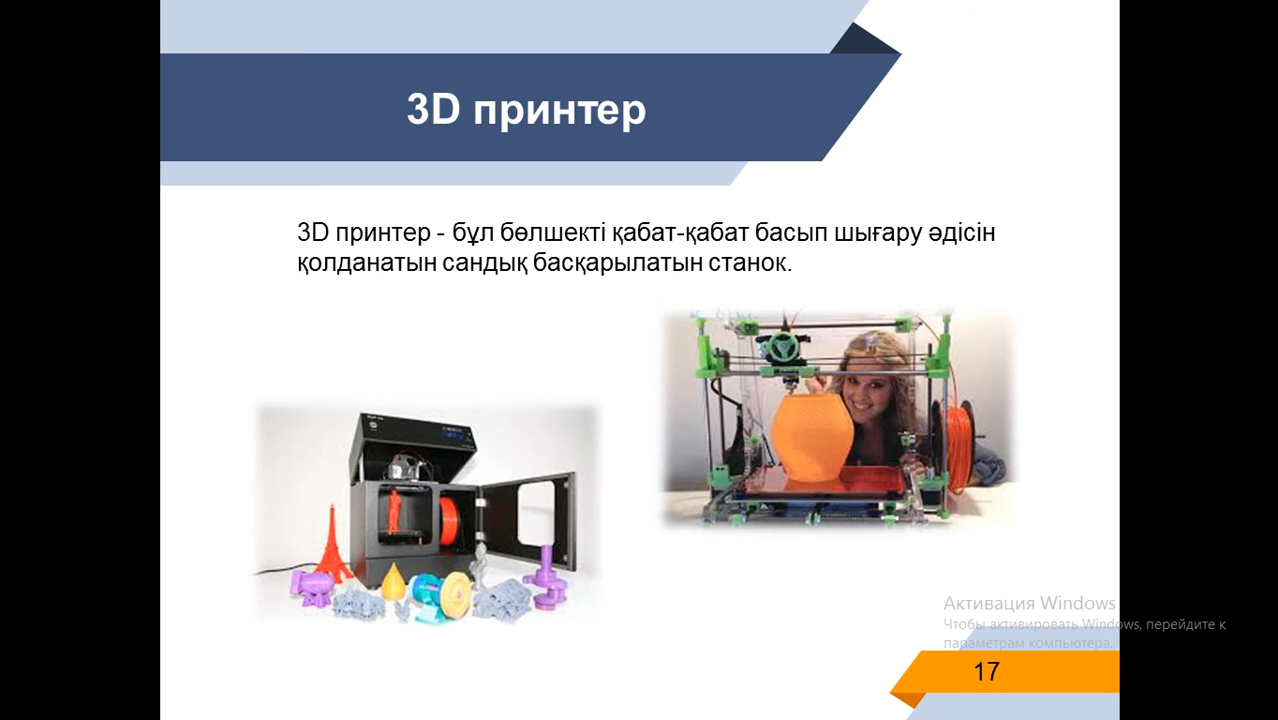 3D принтер
3D принтер - бұл бөлшекті қабат-қабат басып шығару әдісін
қолданатын сандық басқарылатын станок.
Активация Windows
Чтобы активировать Windows, перейдите к
параметрам компьютера.
17